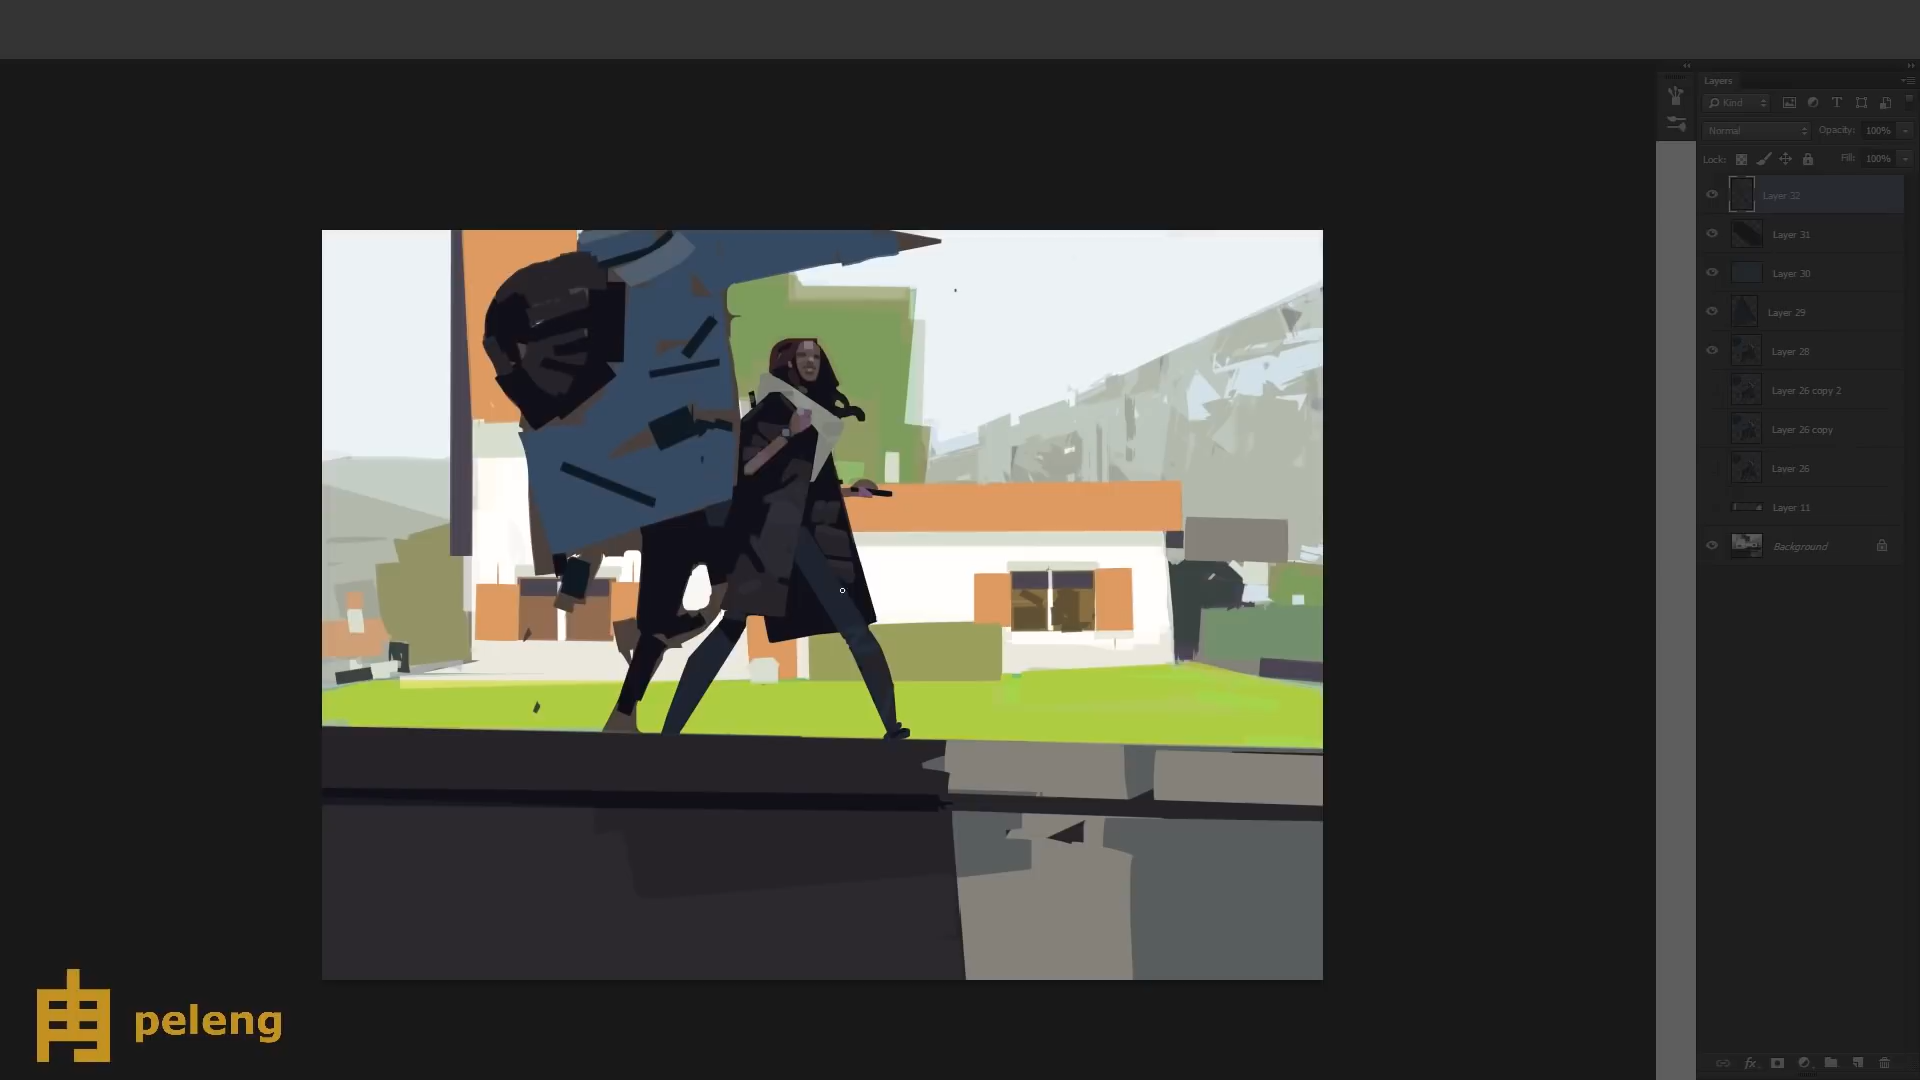 Layers
Kind
Normal
Opacity: 100%
Lock:
Fill: 100%
Layer 32
Layer 31
Layer 30
Layer 29
Layer 28
Layer 26 copy 2
Layer 26 copy
Layer 26
Layer 11
Background
fx
peleng